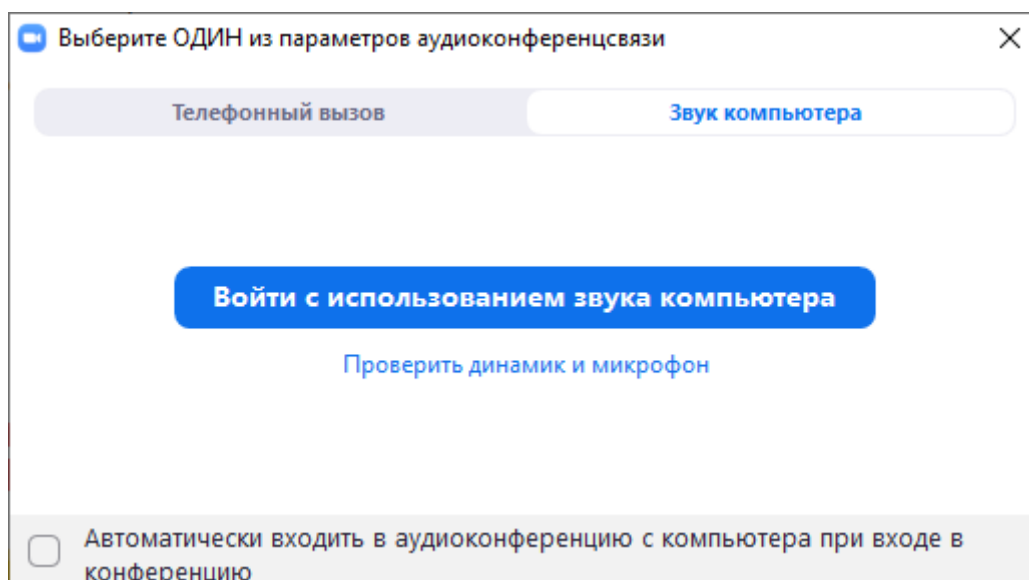 Выберите ОДИН из параметров аудиоконференцсвязи
Телефонный вызов
Звук компьютера
Войти с использованием звука компьютера
Проверить динамик и микрофон
Автоматически входить в аудиоконференцию с компьютера при входе в
конференцию